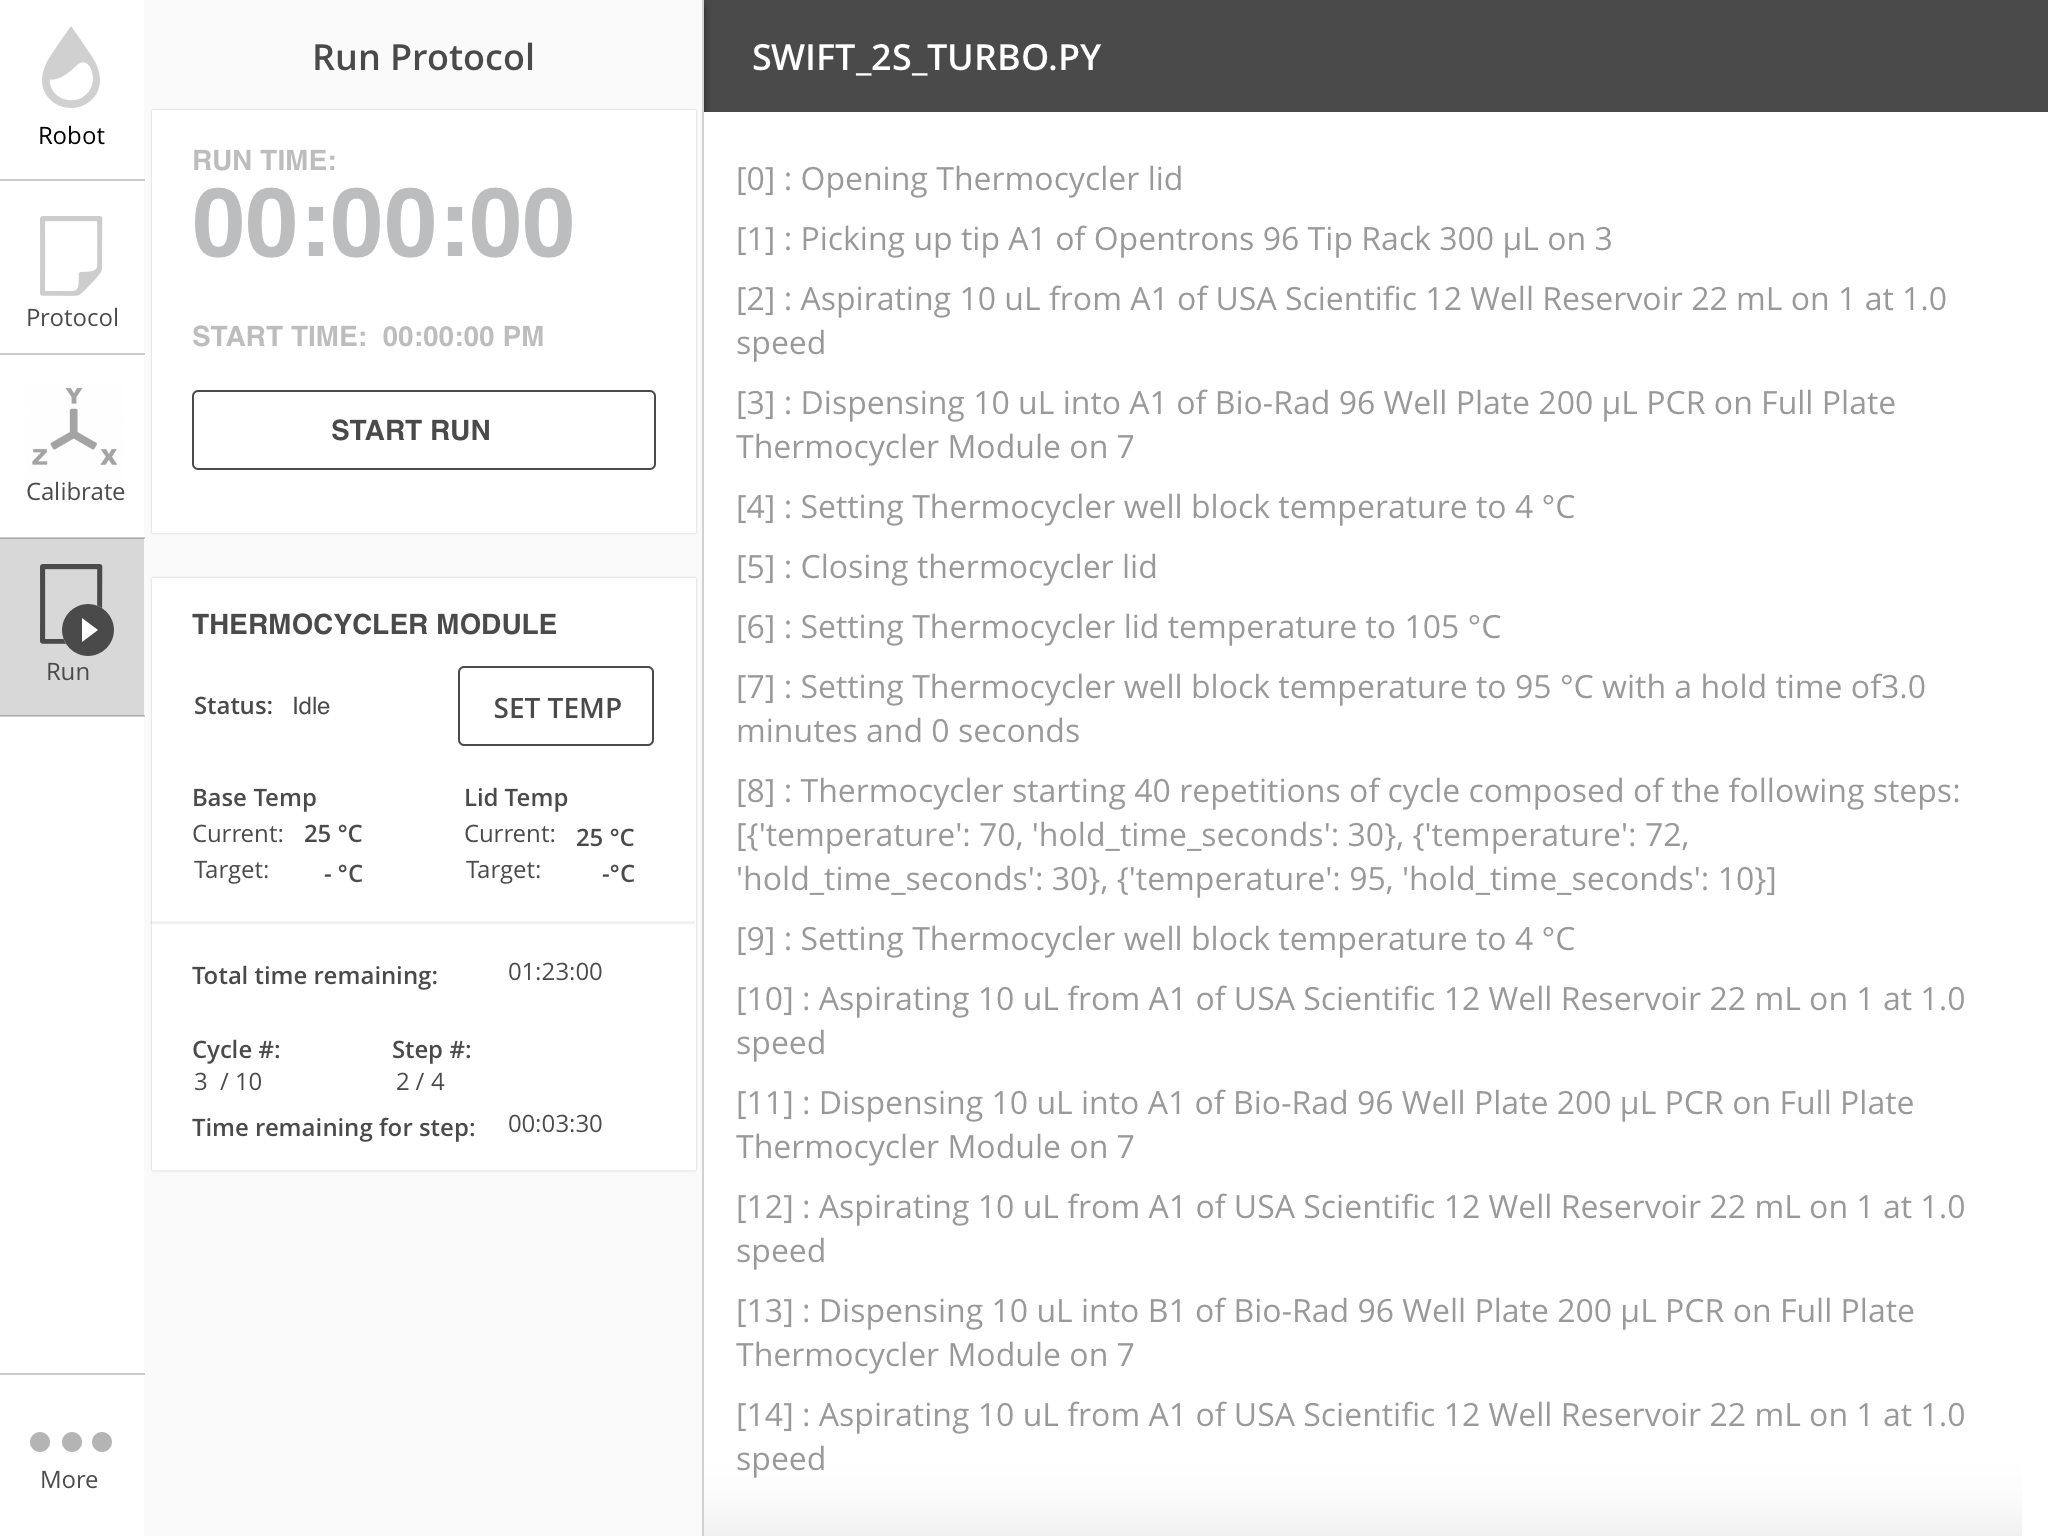 Robot
Protocol
Y
Z X
Calibrate
Run
More
Run Protocol
RUN TIME:
00:00:00
START TIME: 00:00:00 PM
START RUN
THERMOCYCLER MODULE
Status: Idle
SET TEMP
Base Temp Lid Temp
Current: 25 °C Current: 25 °C
Target: - °C Target: -°C
Total time remaining: 01:23:00
Cycle #: Step #:
3 / 10 2 / 4
Time remaining for step: 00:03:30
SWIFT_2S_TURBO.PY
[0] : Opening Thermocycler lid
[1] : Picking up tip A1 of Opentrons 96 Tip Rack 300 µL on 3
[2] : Aspirating 10 uL from A1 of USA Scientific 12 Well Reservoir 22 mL on 1 at 1.0
speed
[3] : Dispensing 10 uL into A1 of Bio-Rad 96 Well Plate 200 µL PCR on Full Plate
Thermocycler Module on 7
[4] : Setting Thermocycler well block temperature to 4 °C
[5] : Closing thermocycler lid
[6] : Setting Thermocycler lid temperature to 105 °C
[7] : Setting Thermocycler well block temperature to 95 °C with a hold time of3.0
minutes and 0 seconds
[8] : Thermocycler starting 40 repetitions of cycle composed of the following steps:
[{'temperature': 70, 'hold_time_seconds': 30}, {'temperature': 72,
'hold_time_seconds': 30}, {'temperature': 95, 'hold_time_seconds': 10}]
[9] : Setting Thermocycler well block temperature to 4 °C
[10] : Aspirating 10 uL from A1 of USA Scientific 12 Well Reservoir 22 mL on 1 at 1.0
speed
[11] : Dispensing 10 uL into A1 of Bio-Rad 96 Well Plate 200 µL PCR on Full Plate
Thermocycler Module on 7
[12] : Aspirating 10 uL from A1 of USA Scientific 12 Well Reservoir 22 mL on 1 at 1.0
speed
[13] : Dispensing 10 uL into B1 of Bio-Rad 96 Well Plate 200 µL PCR on Full Plate
Thermocycler Module on 7
[14] : Aspirating 10 uL from A1 of USA Scientific 12 Well Reservoir 22 mL on 1 at 1.0
speed